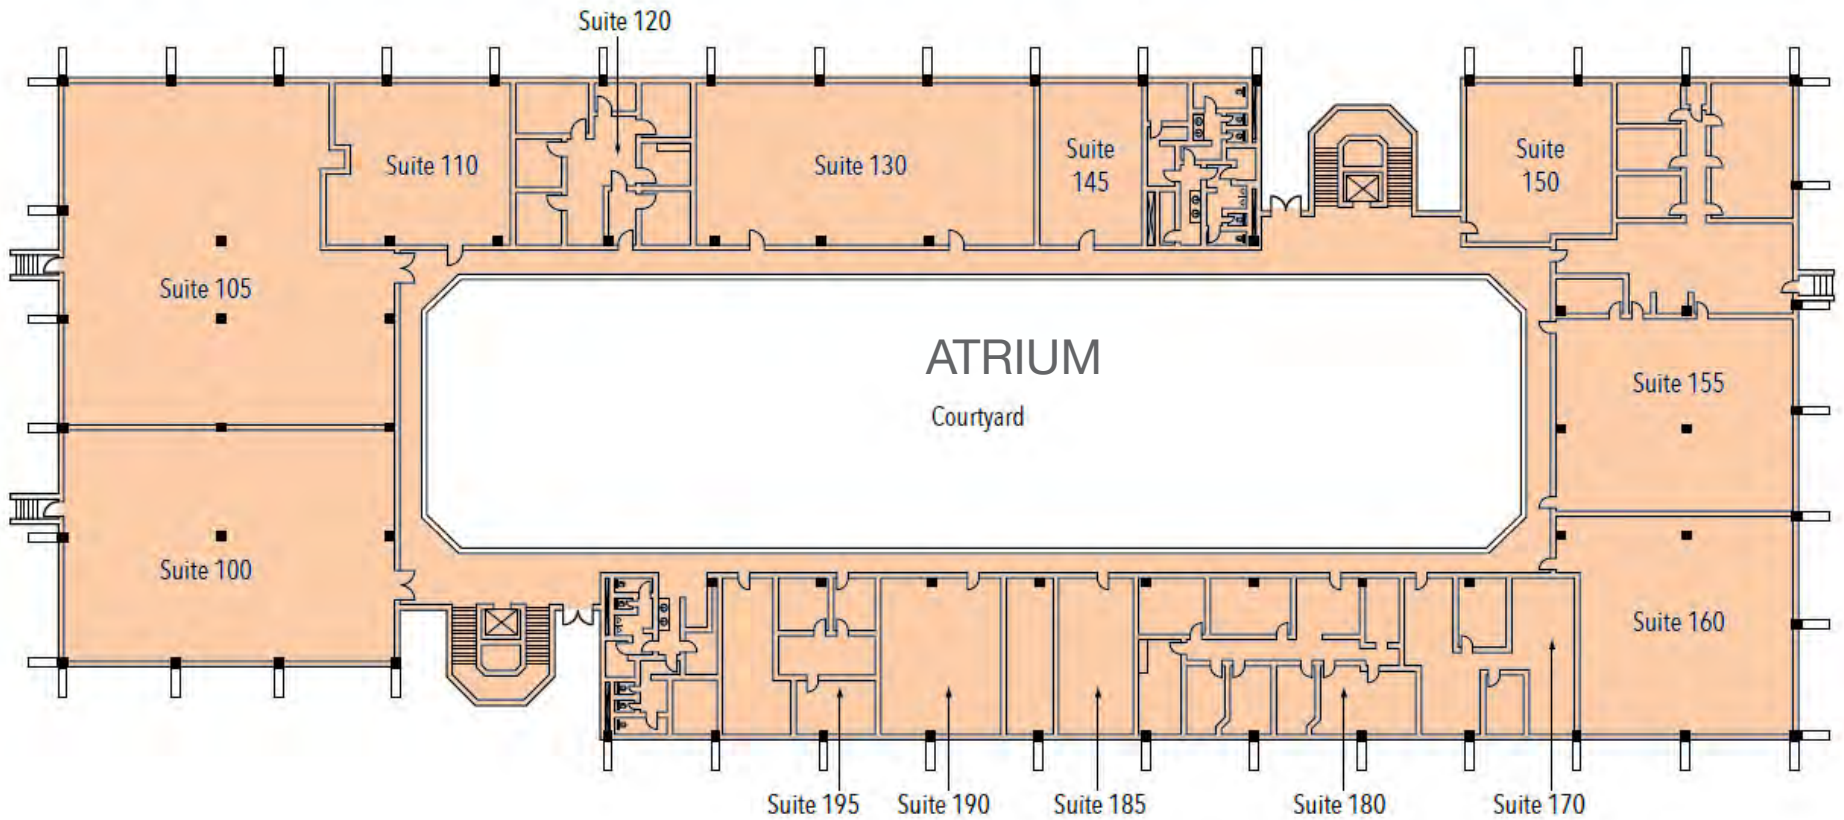 Suite 120
Suite 110
Suite 130
Suite
145
Suite
150
Suite 105
ATRIUM
Courtyard
Suite 155
Suite 100
Suite 160
Suite 195
Suite 190
Suite 185
Suite 180
Suite 170